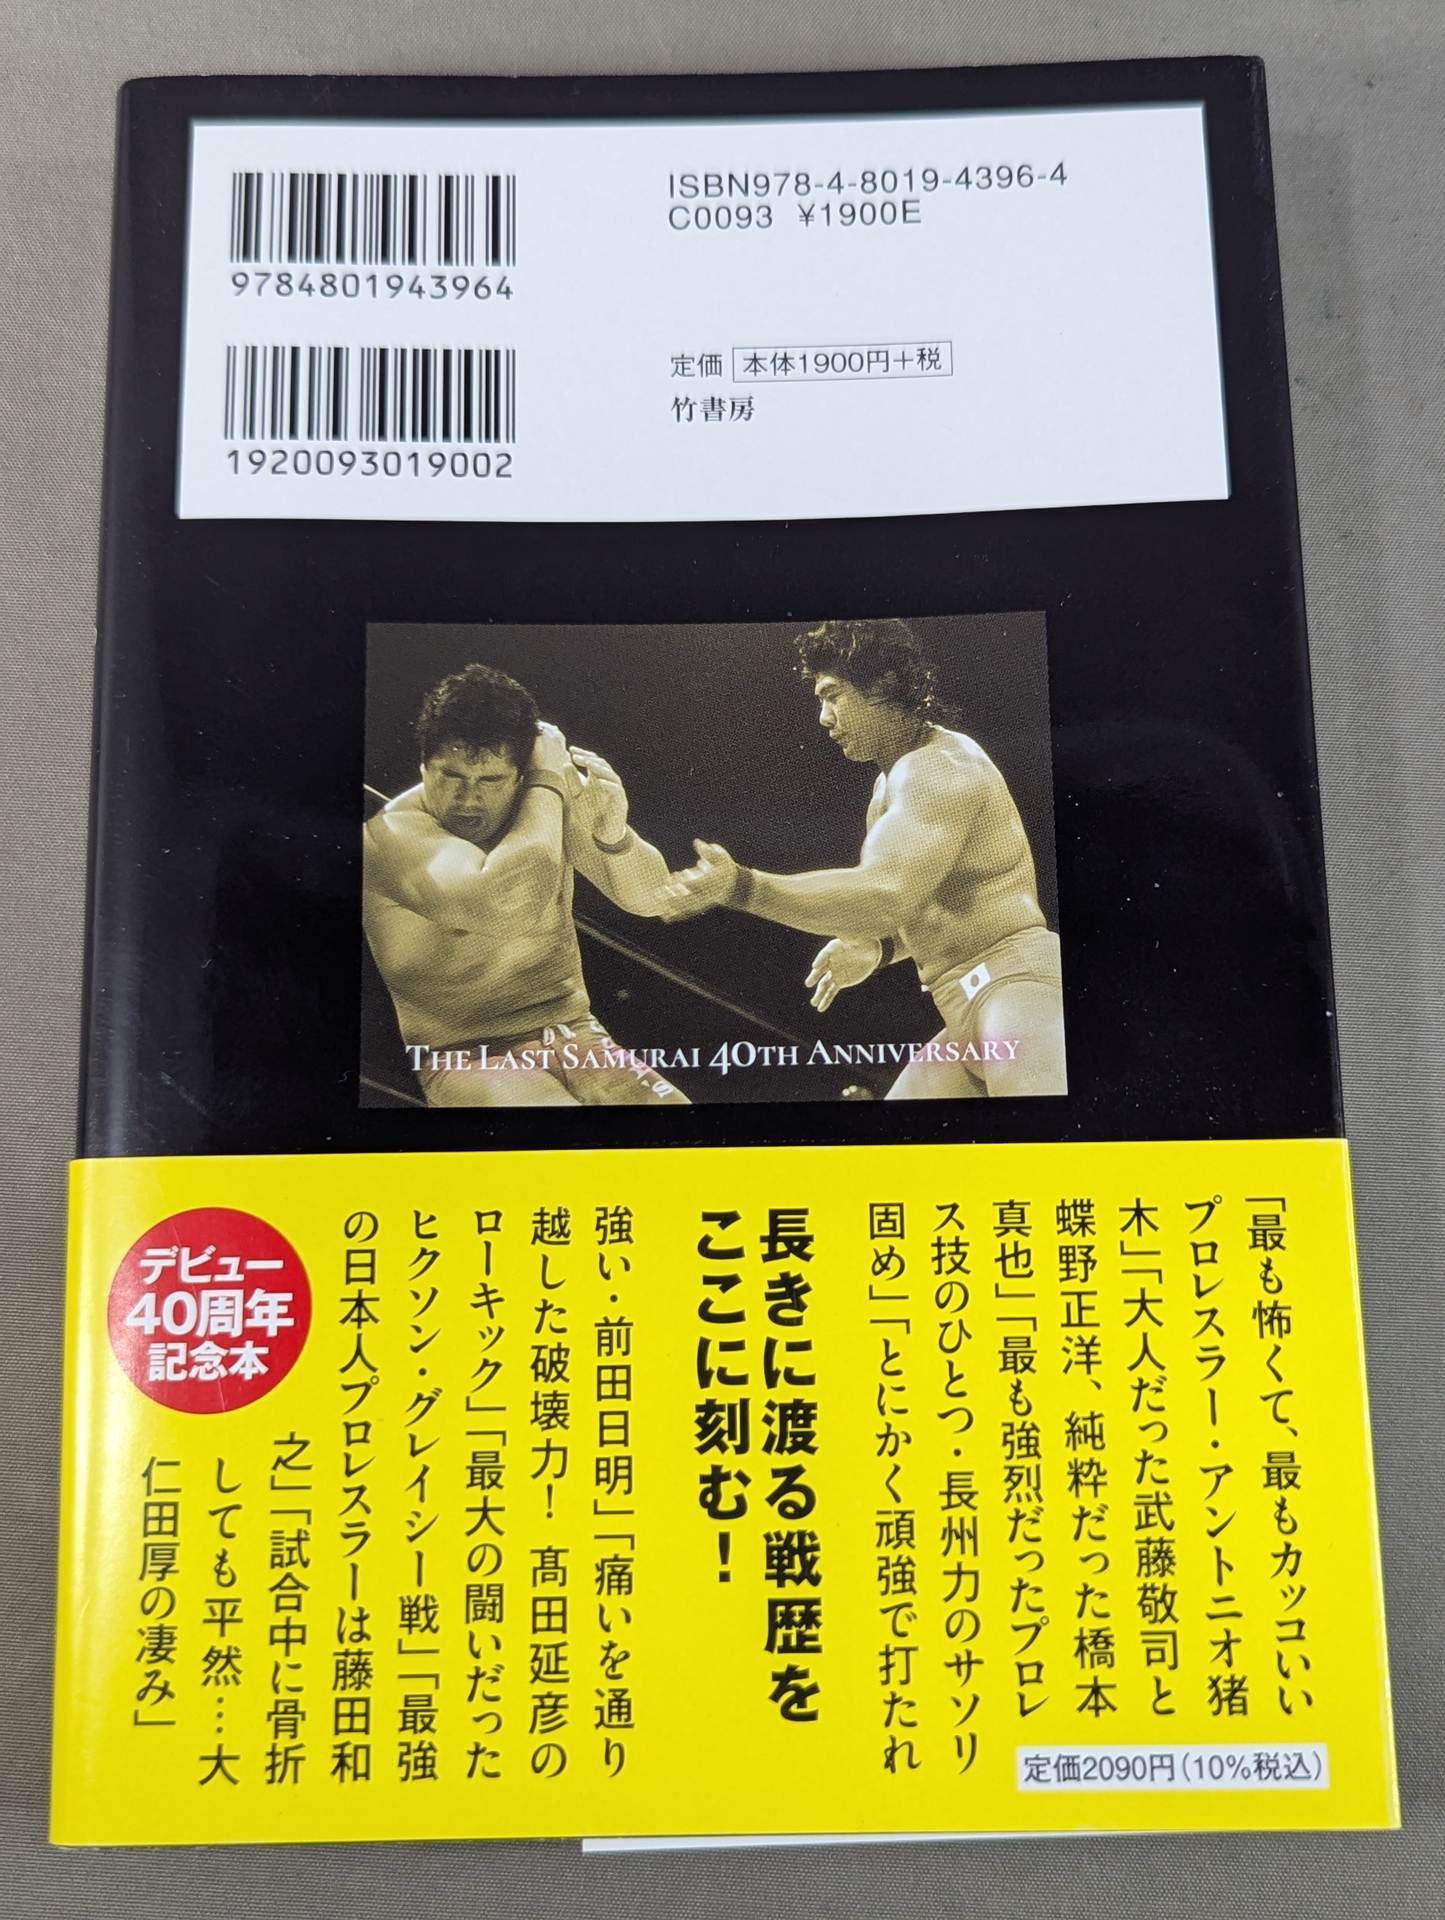 ISBN978-4-8019-4396-4
C0093 ¥1900E
9784801943964
定価 本体1900円+税
竹書房
1920093019002
THE LAST SAMURAI 40TH ANNIVERSARY
「最も怖くて、最もカッコいい
プロレスラー・アントニオ猪
木」「大人だった武藤敬司と
蝶野正洋、純粋だった橋本
真也」「最も強烈だったプロレ
ス技のひとつ・長州力のサソリ
固め」「とにかく頑強で打たれ
長きに渡る戦歴を
ここに刻む!
強い・前田日明」「痛いを通り
越した破壊力! 髙田延彦の
ローキック」「最大の闘いだった
ヒクソン・グレイシー戦」「最強
の日本人プロレスラーは藤田和
之」「試合中に骨折
しても平然…大
仁田厚の凄み」
デビュー
40周年
記念本
定価2090円(10%税込)